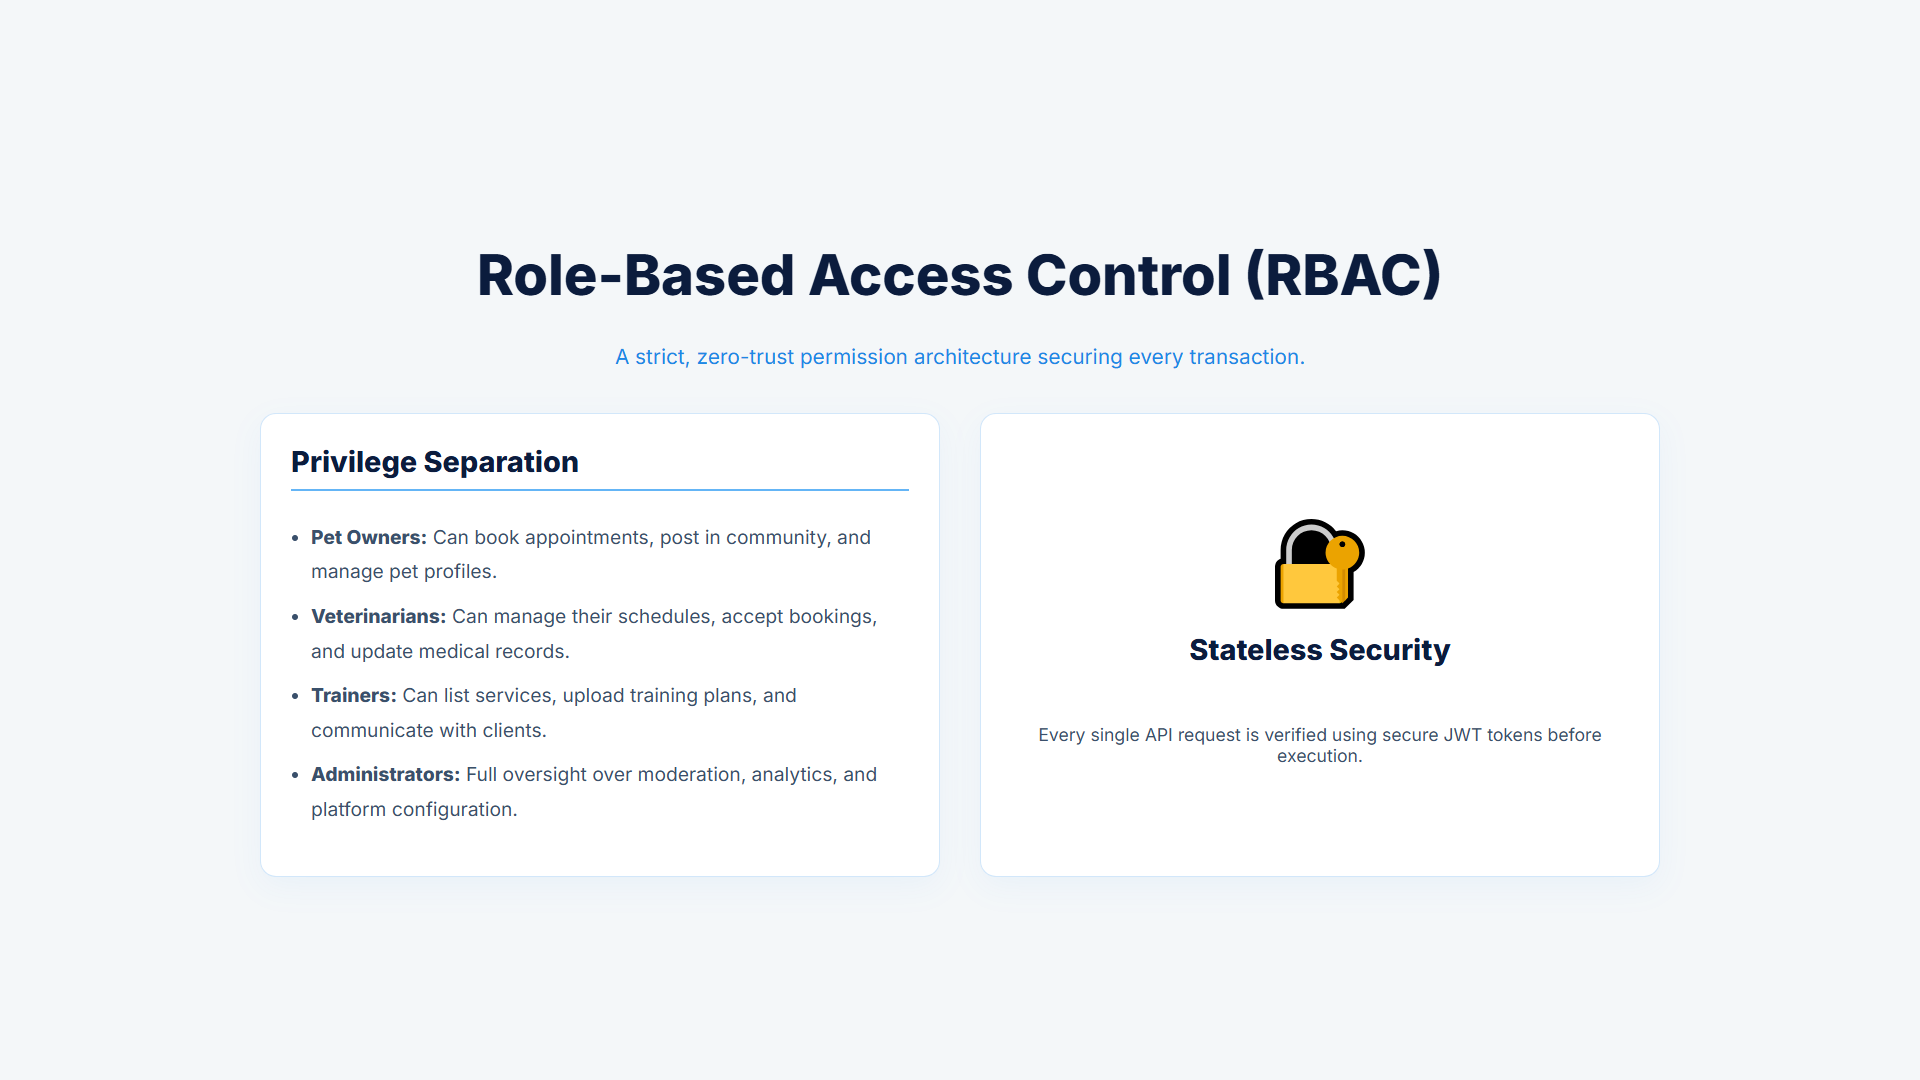 Role-Based Access Control (RBAC)
A strict, zero-trust permission architecture securing every transaction.
Privilege Separation
• Pet Owners: Can book appointments, post in community, and
manage pet profiles.
• Veterinarians: Can manage their schedules, accept bookings,
and update medical records.
• Trainers: Can list services, upload training plans, and
communicate with clients.
• Administrators: Full oversight over moderation, analytics, and
platform configuration.
Stateless Security
Every single API request is verified using secure JWT tokens before
execution.